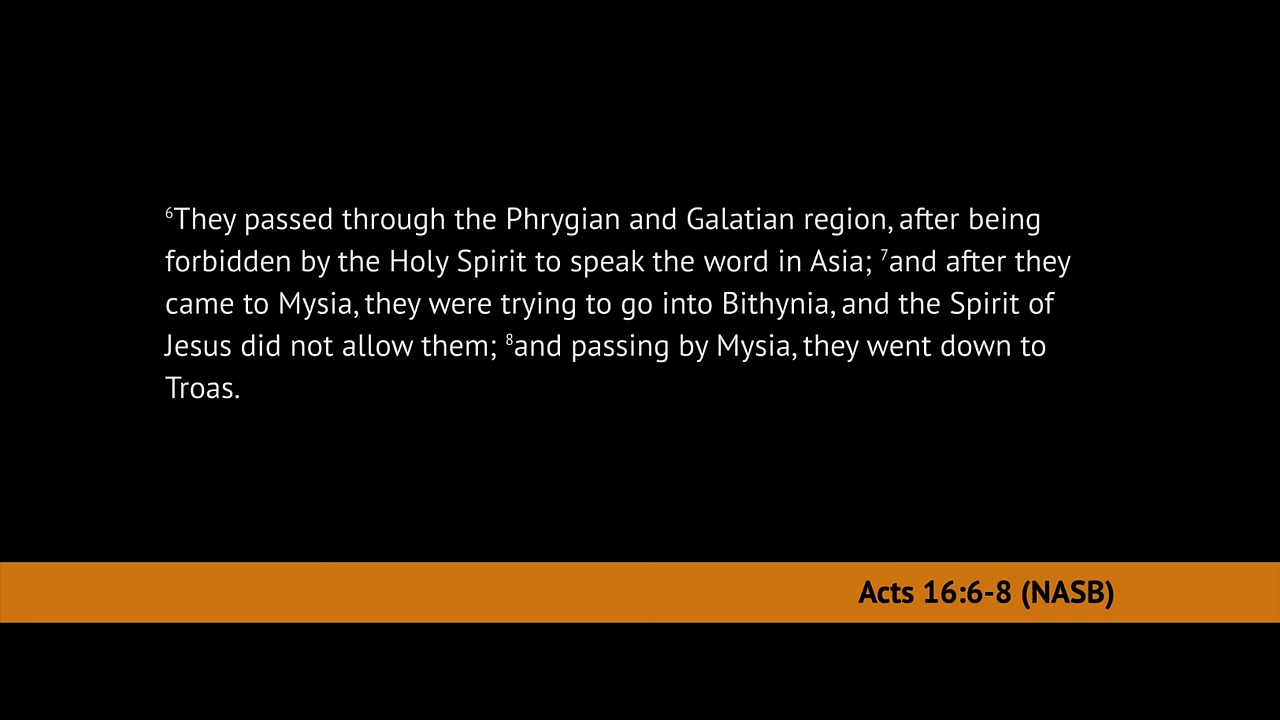 ⁶They passed through the Phrygian and Galatian region, after being
forbidden by the Holy Spirit to speak the word in Asia; ⁷and after they
came to Mysia, they were trying to go into Bithynia, and the Spirit of
Jesus did not allow them; ⁸and passing by Mysia, they went down to
Troas.
Acts 16:6-8 (NASB)